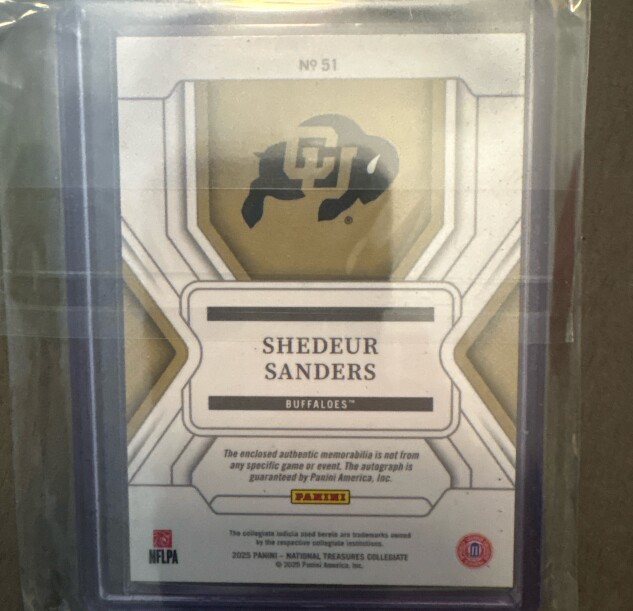 Nº 51
CU
®
SHEDEUR
SANDERS
BUFFALOES™
The enclosed authentic memorabilia is not from
any specific game or event. The autograph is
guaranteed by Panini America, Inc.
PANINI
The collegiate indicia used herein are trademarks owned
by the respective collegiate institutions.
NFLPA
2025 PANINI – NATIONAL TREASURES COLLEGIATE
© 2025 Panini America, Inc.